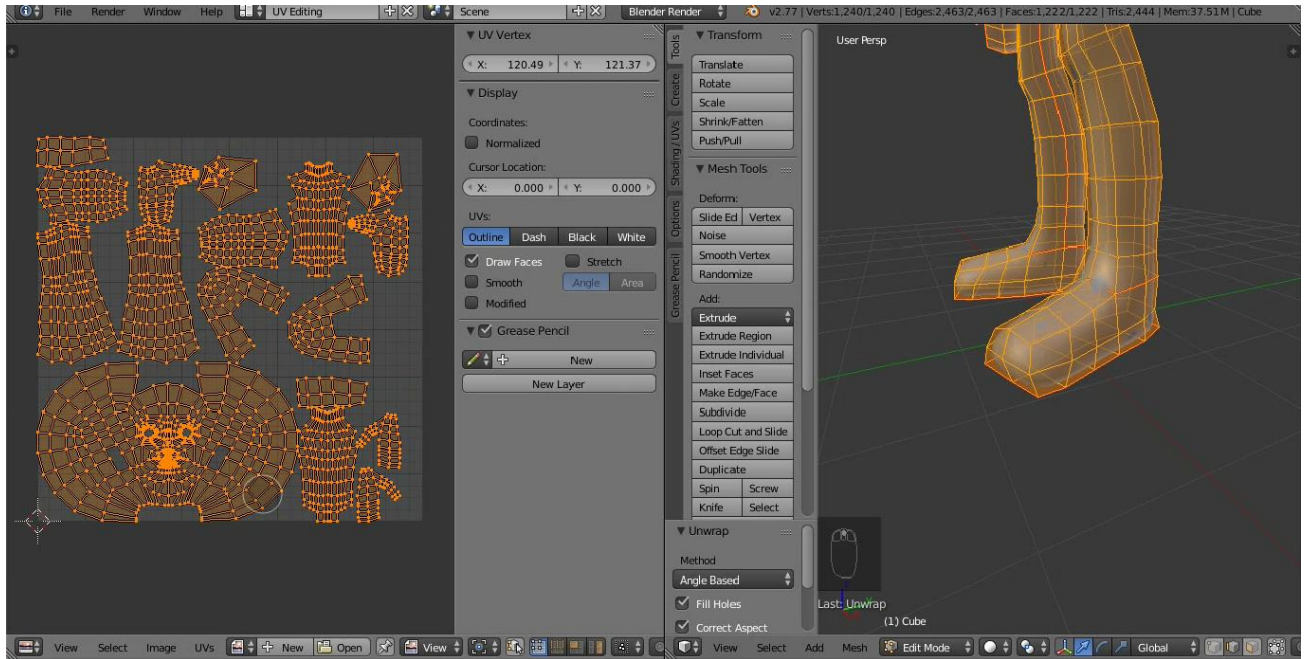 File Render Window Help UV Editing Scene Blender Render v2.77 | Verts:1,240/1,240 | Edges:2,463/2,463 | Faces:1,222/1,222 | Tris:2,444 | Mem:37.51M | Cube
UV Vertex
X: 120.49 Y: 121.37
Display
Coordinates:
Normalized
Cursor Location:
X: 0.000 Y: 0.000
UVs:
Outline Dash Black White
Draw Faces Stretch
Smooth Angle Area
Modified
Grease Pencil
New
New Layer
Tools
Create
Shading / UVs
Options
Grease Pencil
Transform
Translate
Rotate
Scale
Shrink/Fatten
Push/Pull
Mesh Tools
Deform:
Slide Ed Vertex
Noise
Smooth Vertex
Randomize
Add:
Extrude
Extrude Region
Extrude Individual
Inset Faces
Make Edge/Face
Subdivide
Loop Cut and Slide
Offset Edge Slide
Duplicate
Spin Screw
Knife Select
Unwrap
Method
Angle Based
Fill Holes
Correct Aspect
User Persp
Last: Unwrap
(1) Cube
View Select Image UVs New Open View
View Select Add Mesh Edit Mode Global